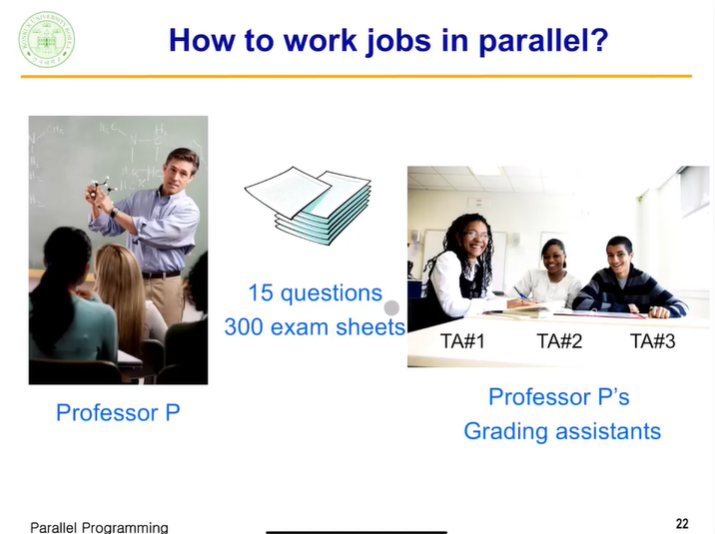 How to work jobs in parallel?
15 questions
300 exam sheets
TA#1 TA#2 TA#3
Professor P
Professor P's
Grading assistants
Parallel Programming
22